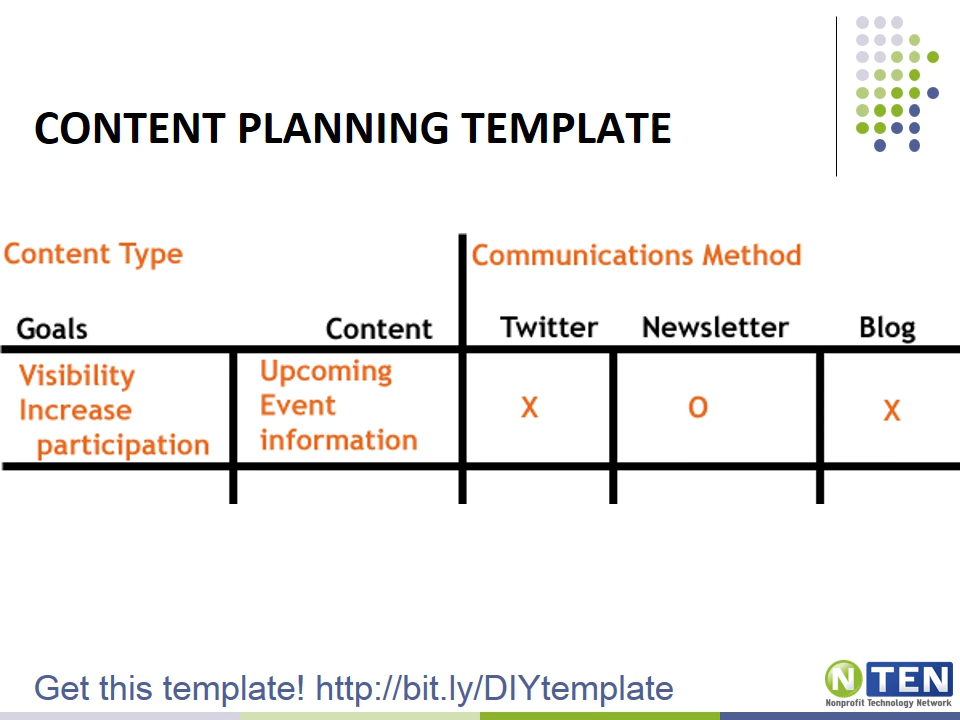 CONTENT PLANNING TEMPLATE
Content Type
Communications Method
Goals
Content
Twitter
Newsletter
Blog
Visibility
Increase
participation
Upcoming
Event
information
X
O
X
Get this template! http://bit.ly/DIYtemplate
NTEN
Nonprofit Technology Network